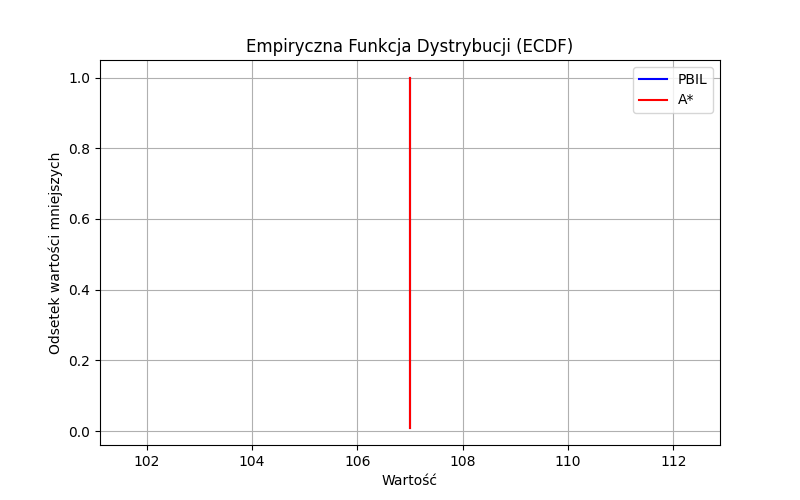 Empiryczna Funkcja Dystrybucji (ECDF)
PBIL
A*
1.0
0.8
0.6
0.4
0.2
0.0
Odsetek wartości mniejszych
102
104
106
108
110
112
Wartość